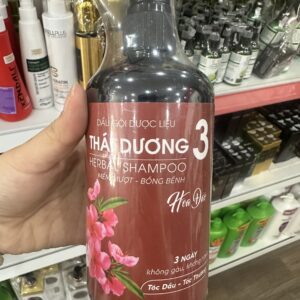 DẦU GỘI DƯỢC LIỆU
THÁI DƯƠNG 3
HERBAL SHAMPOO
MỀM MƯỢT - BỒNG BỀNH
Hoa Đào
3 NGÀY
không gàu, không
Tóc Dầu - Tóc Thường